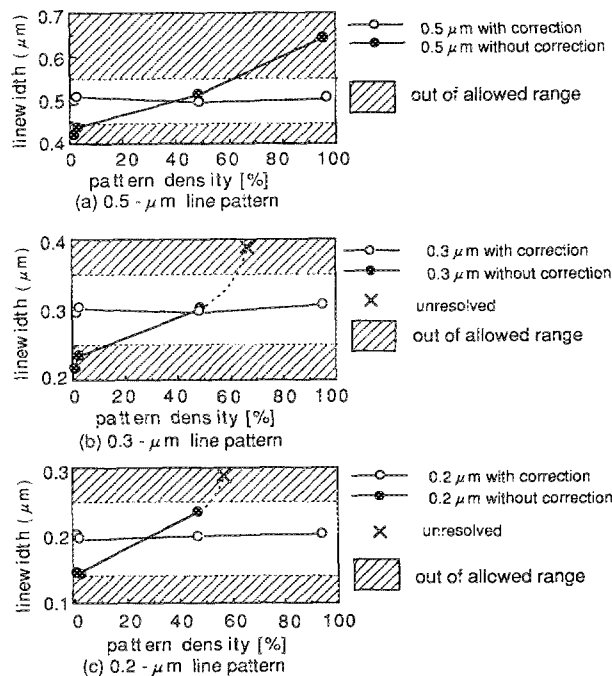 0.7
0.6
0.5
0.4
linewidth (μm)
0 20 40 60 80 100
pattern density [%]
(a) 0.5 - μm line pattern
0.5 μm with correction
0.5 μm without correction
out of allowed range
0.4
0.3
0.2
linewidth (μm)
0 20 40 60 80 100
pattern density [%]
(b) 0.3 - μm line pattern
0.3 μm with correction
0.3 μm without correction
unresolved
out of allowed range
0.3
0.2
0.1
linewidth (μm)
0 20 40 60 80 100
pattern density [%]
(c) 0.2 - μm line pattern
0.2 μm with correction
0.2 μm without correction
unresolved
out of allowed range